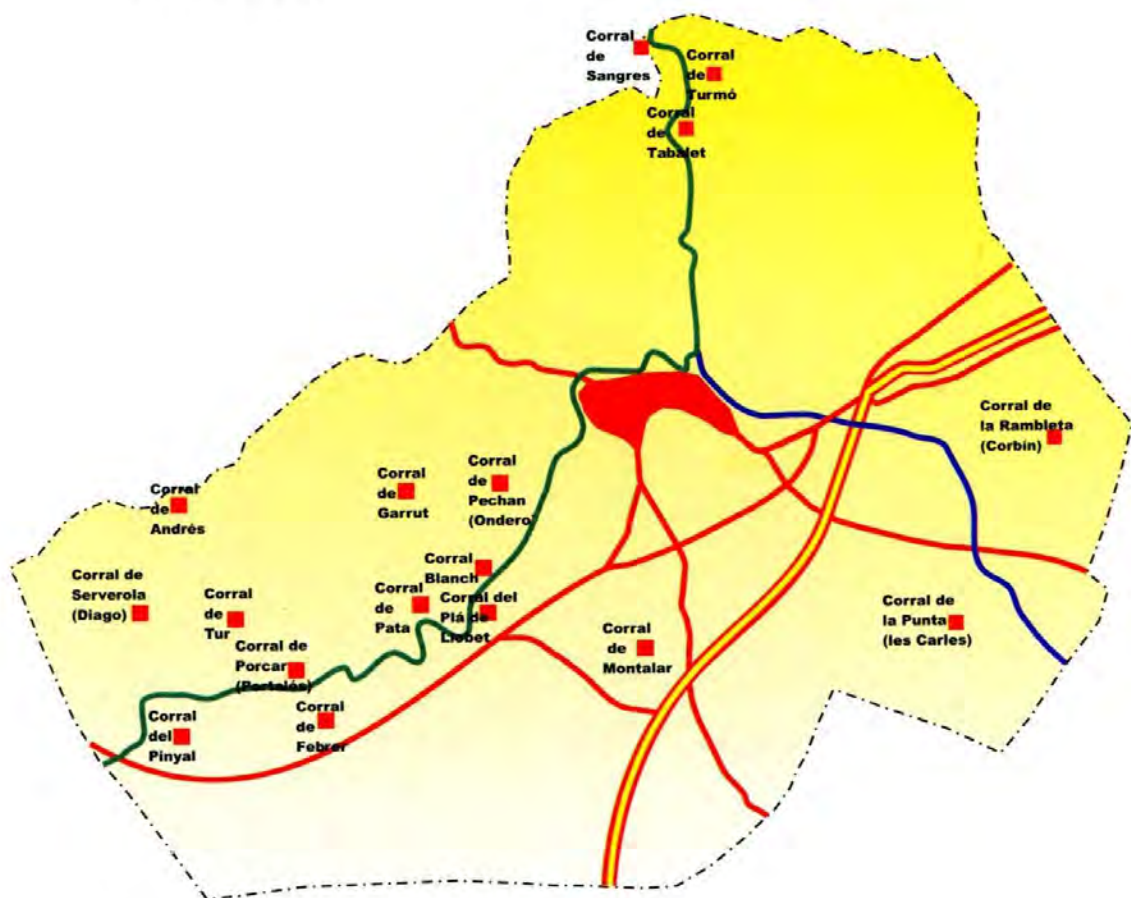 Corral
de
Sangres
Corral
de
Turmó
Corral
de
Tabalet
Corral de
la Rambleta
(Corbín)
Corral
de
Andrés
Corral
de
Garrut
Corral
de
Pechan
(Ondero)
Corral de
Serverola
(Diago)
Corral
de
Tur
Corral
Blanch
Corral
de
Pata
Corral del
Plá de
Llobet
Corral de
la Punta
(les Carles)
Corral
de
Montalar
Corral de
Porcar
Corral
del
Pinyal
Corral
de
Febrer